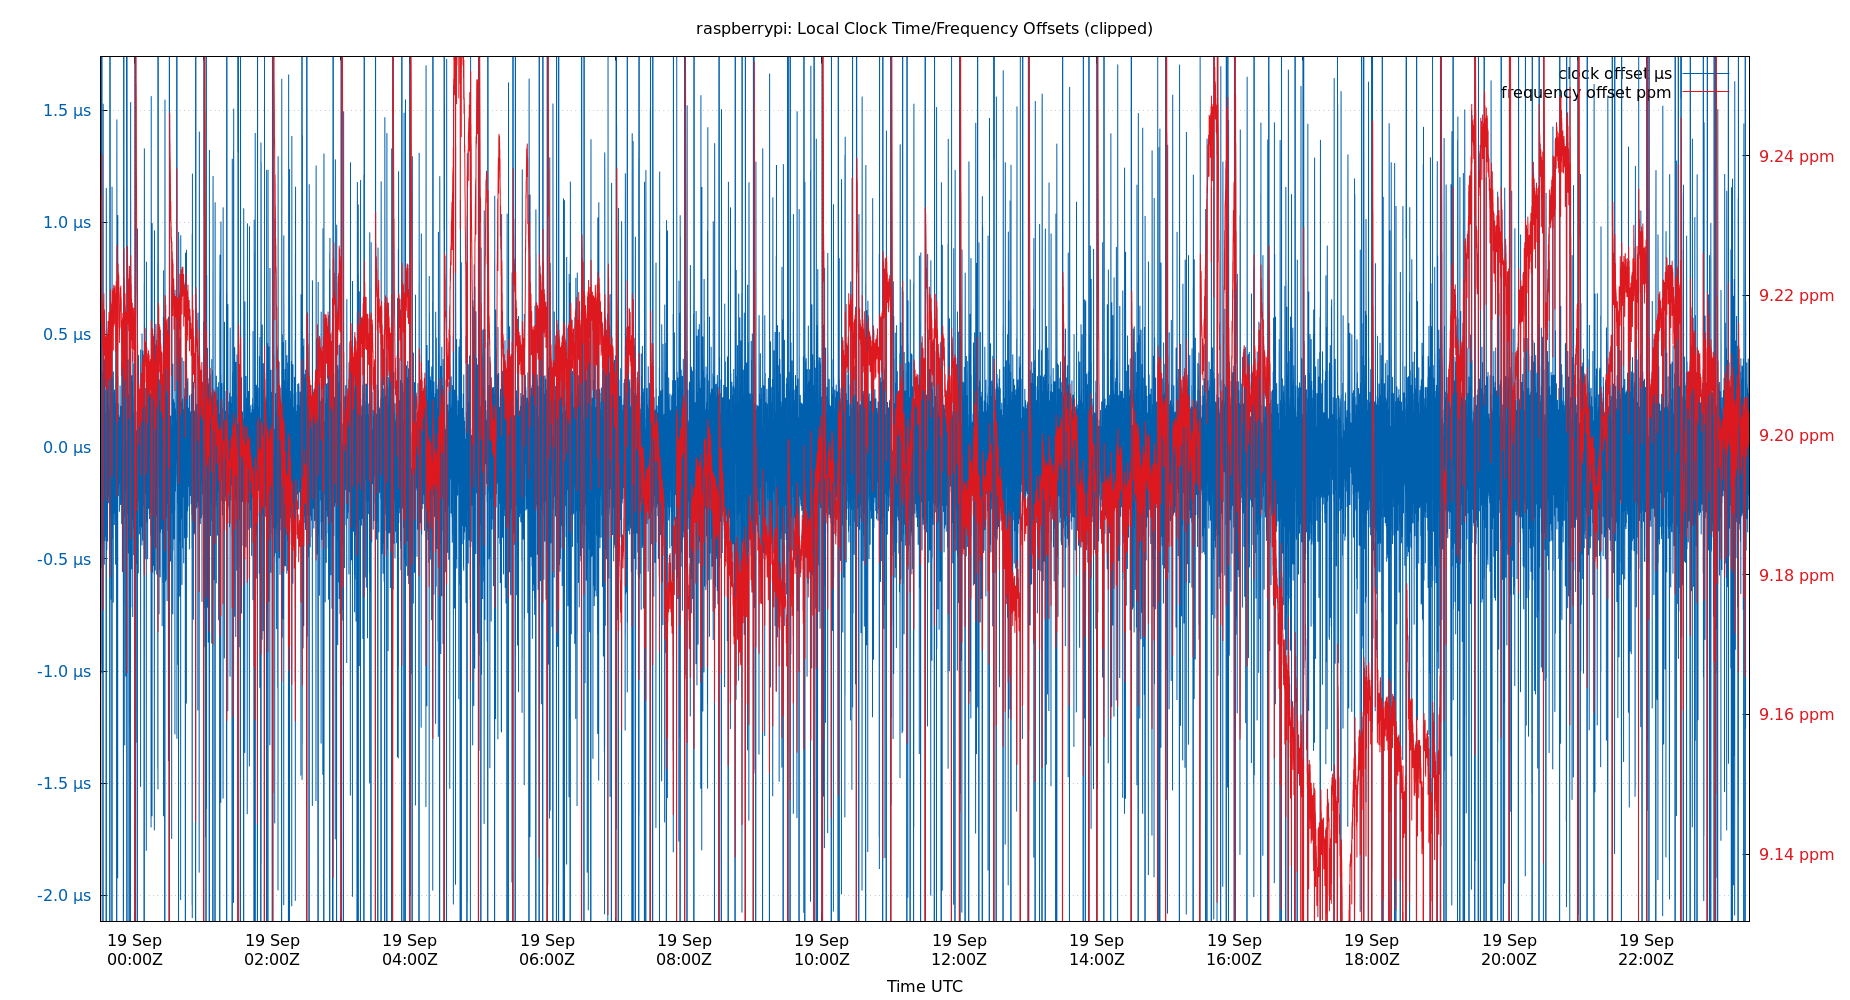 raspberrypi: Local Clock Time/Frequency Offsets (clipped)
clock offset µs
frequency offset ppm
1.5 µs
1.0 µs
0.5 µs
0.0 µs
-0.5 µs
-1.0 µs
-1.5 µs
-2.0 µs
9.24 ppm
9.22 ppm
9.20 ppm
9.18 ppm
9.16 ppm
9.14 ppm
19 Sep 19 Sep 19 Sep 19 Sep 19 Sep 19 Sep 19 Sep 19 Sep 19 Sep 19 Sep 19 Sep 19 Sep
00:00Z 02:00Z 04:00Z 06:00Z 08:00Z 10:00Z 12:00Z 14:00Z 16:00Z 18:00Z 20:00Z 22:00Z
Time UTC